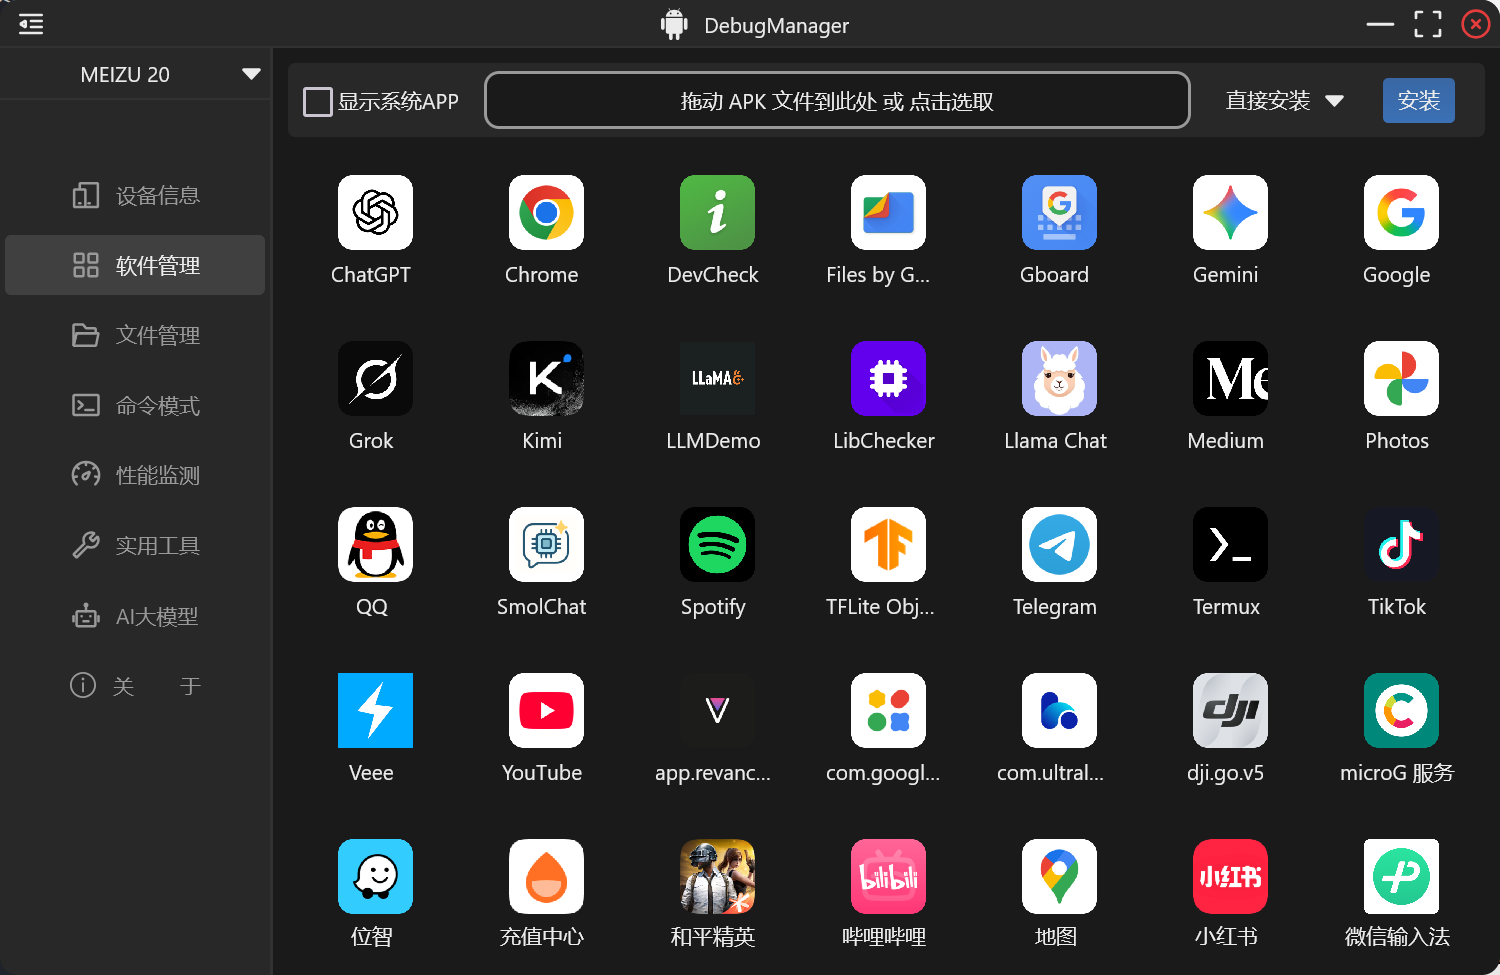 DebugManager
MEIZU 20
显示系统APP
拖动 APK 文件到此处 或 点击选取
直接安装
安装
设备信息
软件管理
文件管理
命令模式
性能监测
实用工具
AI大模型
关 于
ChatGPT
Chrome
DevCheck
Files by G...
Gboard
Gemini
Google
LLaMA
Me
Grok
Kimi
LLMDemo
LibChecker
Llama Chat
Medium
Photos
QQ
SmolChat
Spotify
TFLite Obj...
Telegram
Termux
TikTok
dji
Veee
YouTube
app.revanc...
com.googl...
com.ultral...
dji.go.v5
microG 服务
bilibili
小红书
位智
充值中心
和平精英
哔哩哔哩
地图
小红书
微信输入法